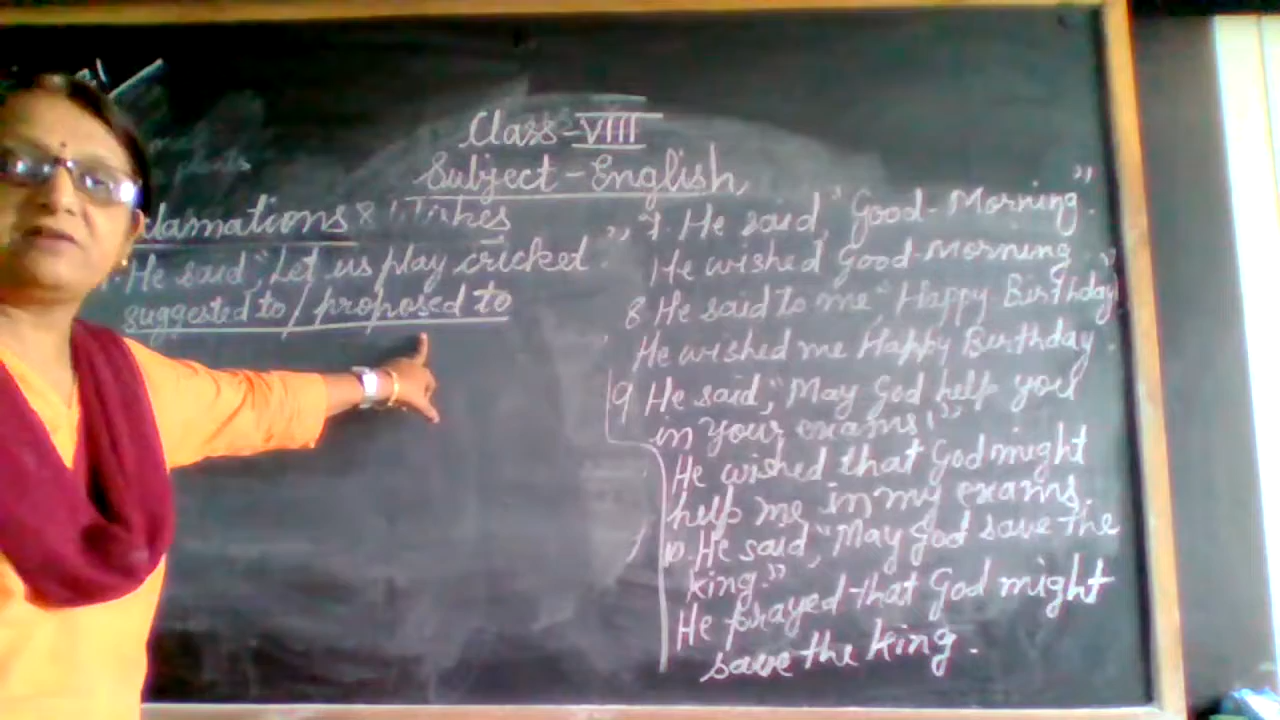 Class-VIII
Subject-English
clamations & Wishes
He said, "Let us play cricket."
suggested to/proposed to
7. He said, "Good-Morning."
He wished Good-Morning
8 He said to me, "Happy Birthday"
He wished me Happy Birthday.
9 He said, "May God help you
in your exams!"
He wished that God might
help me in my exams.
10. He said, "May God save the
king."
He prayed that God might
save the king.